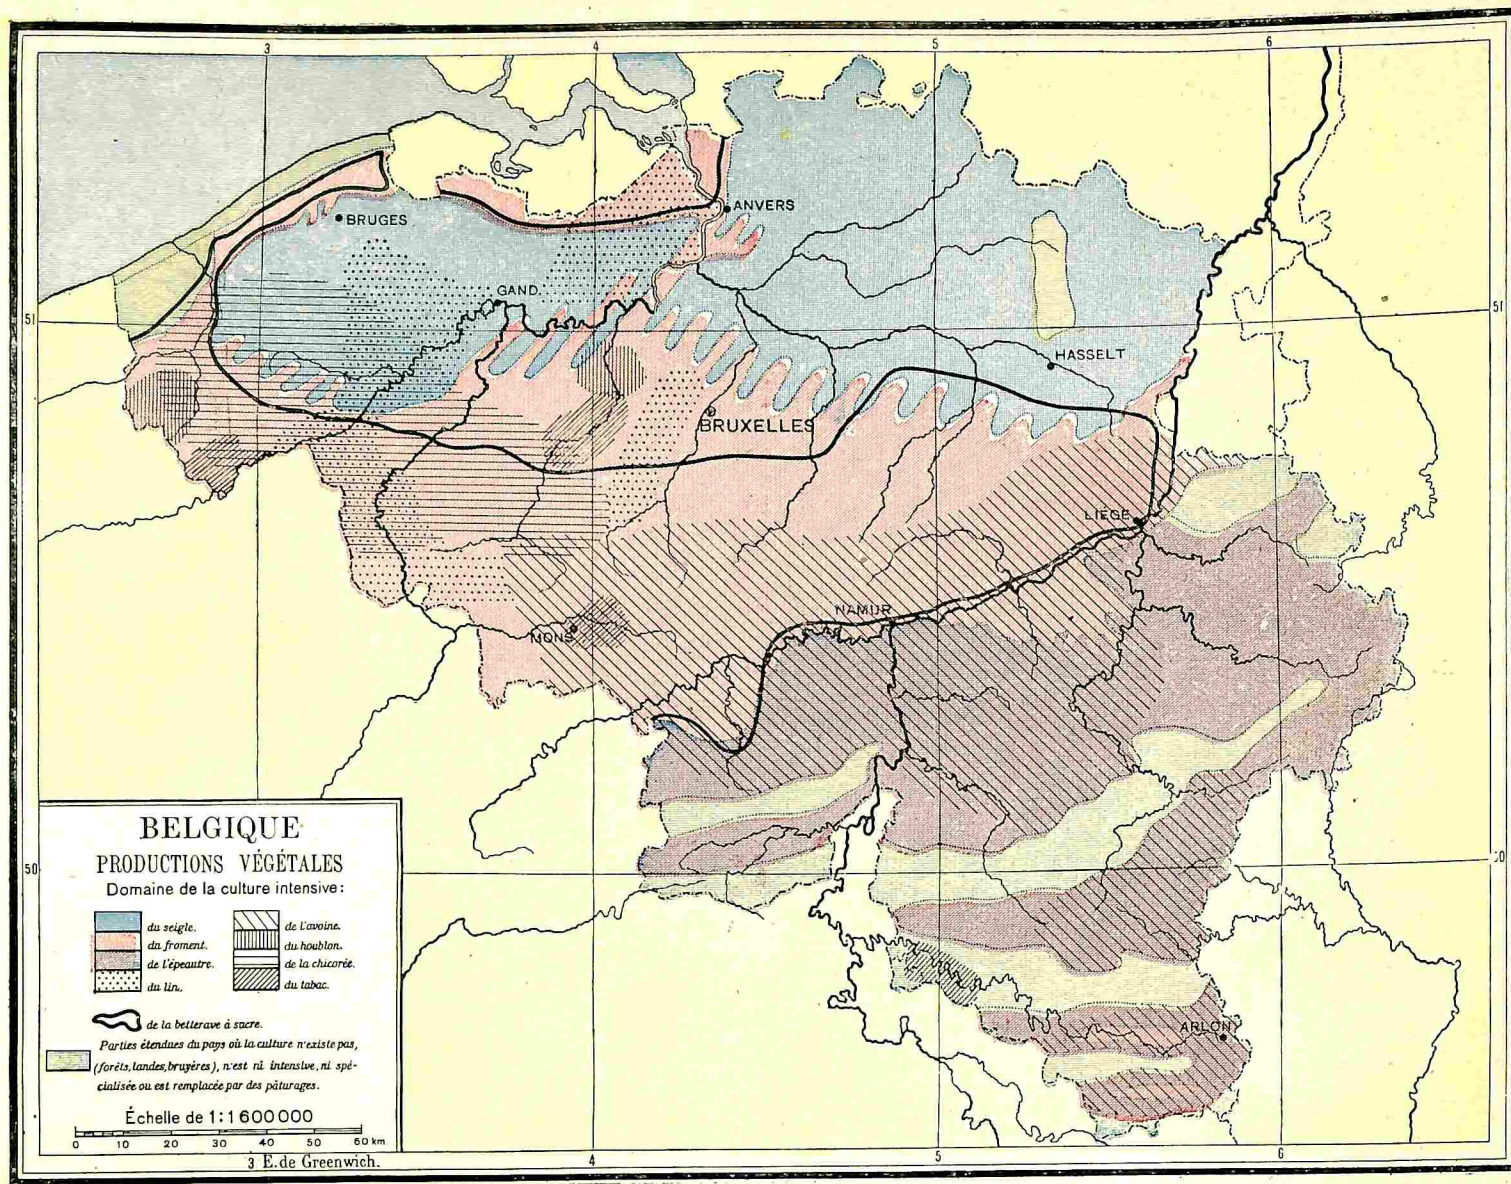 3 4 5 6
BRUGES
ANVERS
GAND
51 51
HASSELT
BRUXELLES
LIÉGE
NAMUR
MONS
50
ARLON
BELGIQUE
PRODUCTIONS VÉGÉTALES
Domaine de la culture intensive:
du seigle.
du froment.
de l'épeautre.
du lin.
de l'avoine.
du houblon.
de la chicorée.
du tabac.
de la betterave à sucre.
Parties étendues du pays où la culture n'existe pas,
(forêts, landes, bruyères), n'est ni intensive, ni spé-
cialisée ou est remplacée par des pâturages.
Échelle de 1:1600000
0 10 20 30 40 50 60 km.
3 E. de Greenwich.
4 5 6